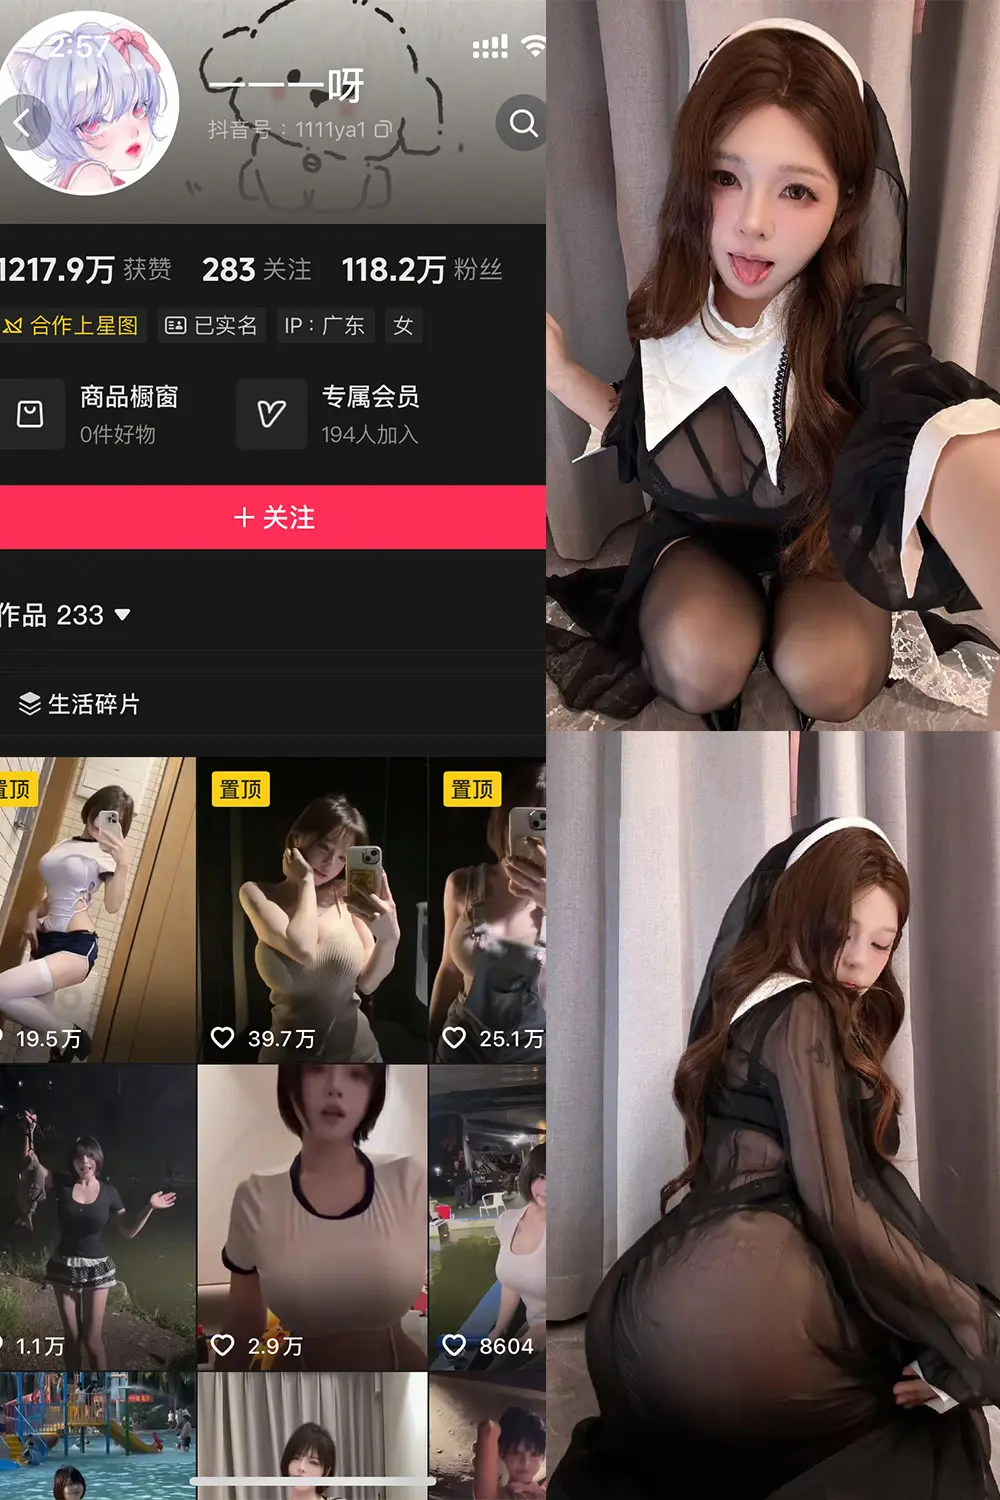 2:57
一一一一呀
抖音号：1111ya1
1217.9万 获赞 283 关注 118.2万 粉丝
合作上星图 已实名 IP：广东 女
商品橱窗 专属会员
0件好物 194人加入
+ 关注
作品 233
生活碎片
置顶 置顶 置顶
19.5万 39.7万 25.1万
1.1万 2.9万 8604